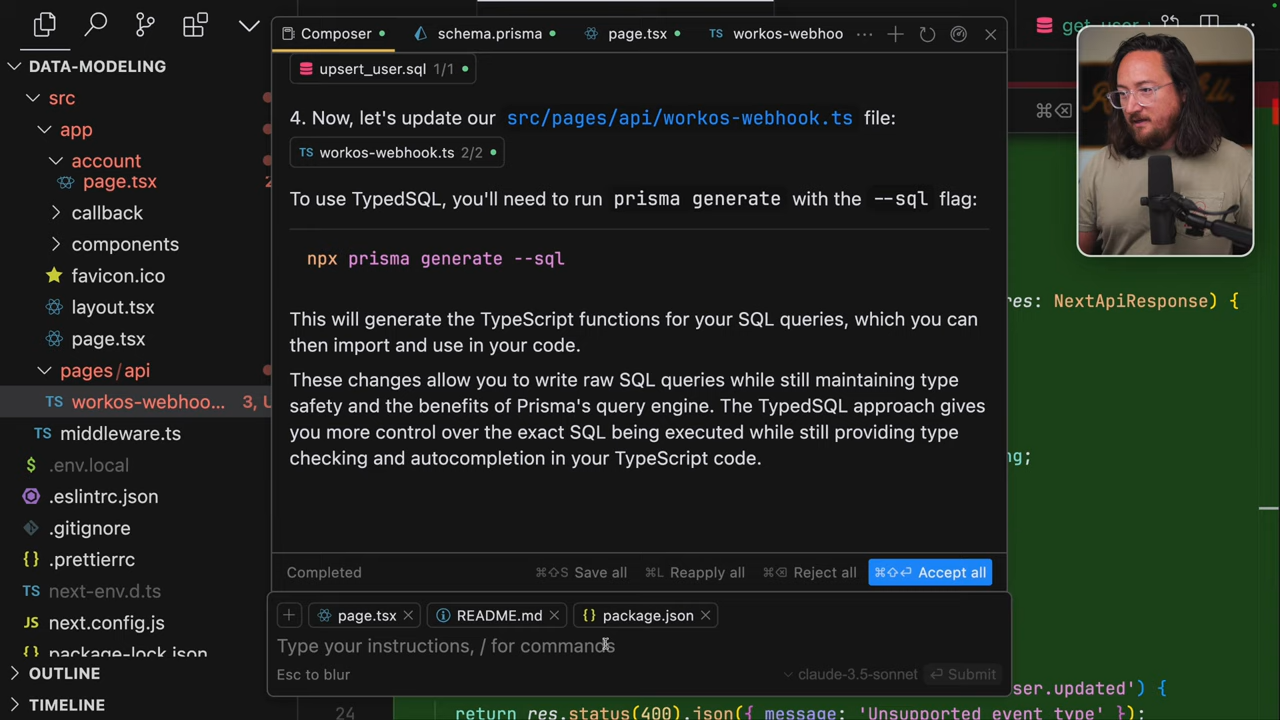 Composer
schema.prisma
page.tsx
TS workos-webhoo
...
DATA-MODELING
src
app
account
page.tsx
callback
components
favicon.ico
layout.tsx
page.tsx
pages/api
TS workos-webhoo... 3, U
TS middleware.ts
.env.local
.eslintrc.json
.gitignore
{} .prettierrc
TS next-env.d.ts
JS next.config.js
{} package-lock.json
OUTLINE
TIMELINE
upsert_user.sql 1/1
4. Now, let's update our src/pages/api/workos-webhook.ts file:
TS workos-webhook.ts 2/2
To use TypedSQL, you'll need to run prisma generate with the --sql flag:
npx prisma generate --sql
This will generate the TypeScript functions for your SQL queries, which you can
then import and use in your code.
These changes allow you to write raw SQL queries while still maintaining type
safety and the benefits of Prisma's query engine. The TypedSQL approach gives
you more control over the exact SQL being executed while still providing type
checking and autocompletion in your TypeScript code.
Completed
⌘⇧S Save all
⌘L Reapply all
⌘⌫ Reject all
⌘⇧⏎ Accept all
+
page.tsx
README.md
{} package.json
Type your instructions, / for commands
Esc to blur
claude-3.5-sonnet
⏎ Submit
get_user
⌘⌫
res: NextApiResponse) {
ng;
ser.updated') {
24 return res.status(400).json({ message: 'Unsupported event type' });